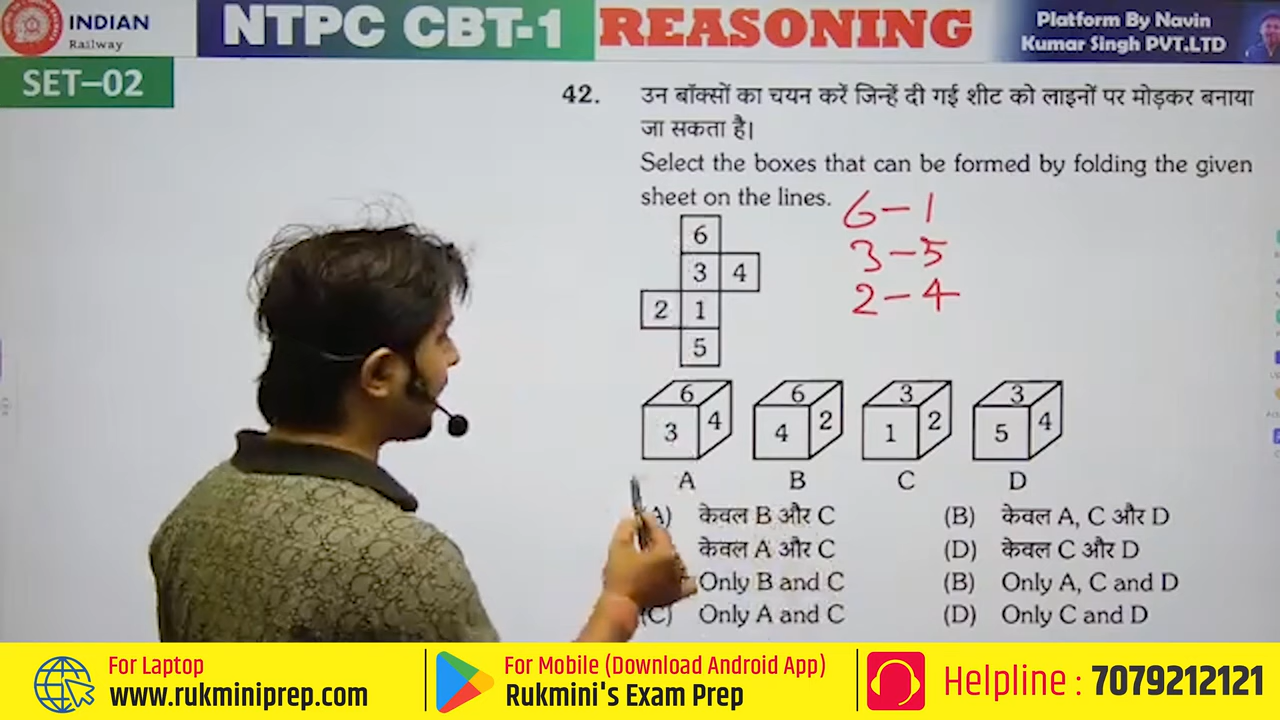 INDIAN
Railway
NTPC CBT-1
REASONING
Platform By Navin
Kumar Singh PVT.LTD
SET–02
42. उन बॉक्सों का चयन करें जिन्हें दी गई शीट को लाइनों पर मोड़कर बनाया
जा सकता है।
Select the boxes that can be formed by folding the given
sheet on the lines.
6 – 1
3 – 5
2 – 4
6
3 4
2 1
5
6 3 4
6 4 2
3 1 2
3 5 4
A B C D
A) केवल B और C (B) केवल A, C और D
केवल A और C (D) केवल C और D
Only B and C (B) Only A, C and D
(C) Only A and C (D) Only C and D
For Laptop
www.rukminiprep.com
For Mobile (Download Android App)
Rukmini's Exam Prep
Helpline : 7079212121